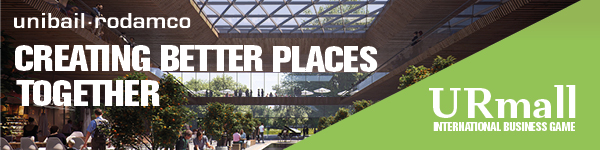 unibail·rodamco
CREATING BETTER PLACES
TOGETHER
URmall
INTERNATIONAL BUSINESS GAME